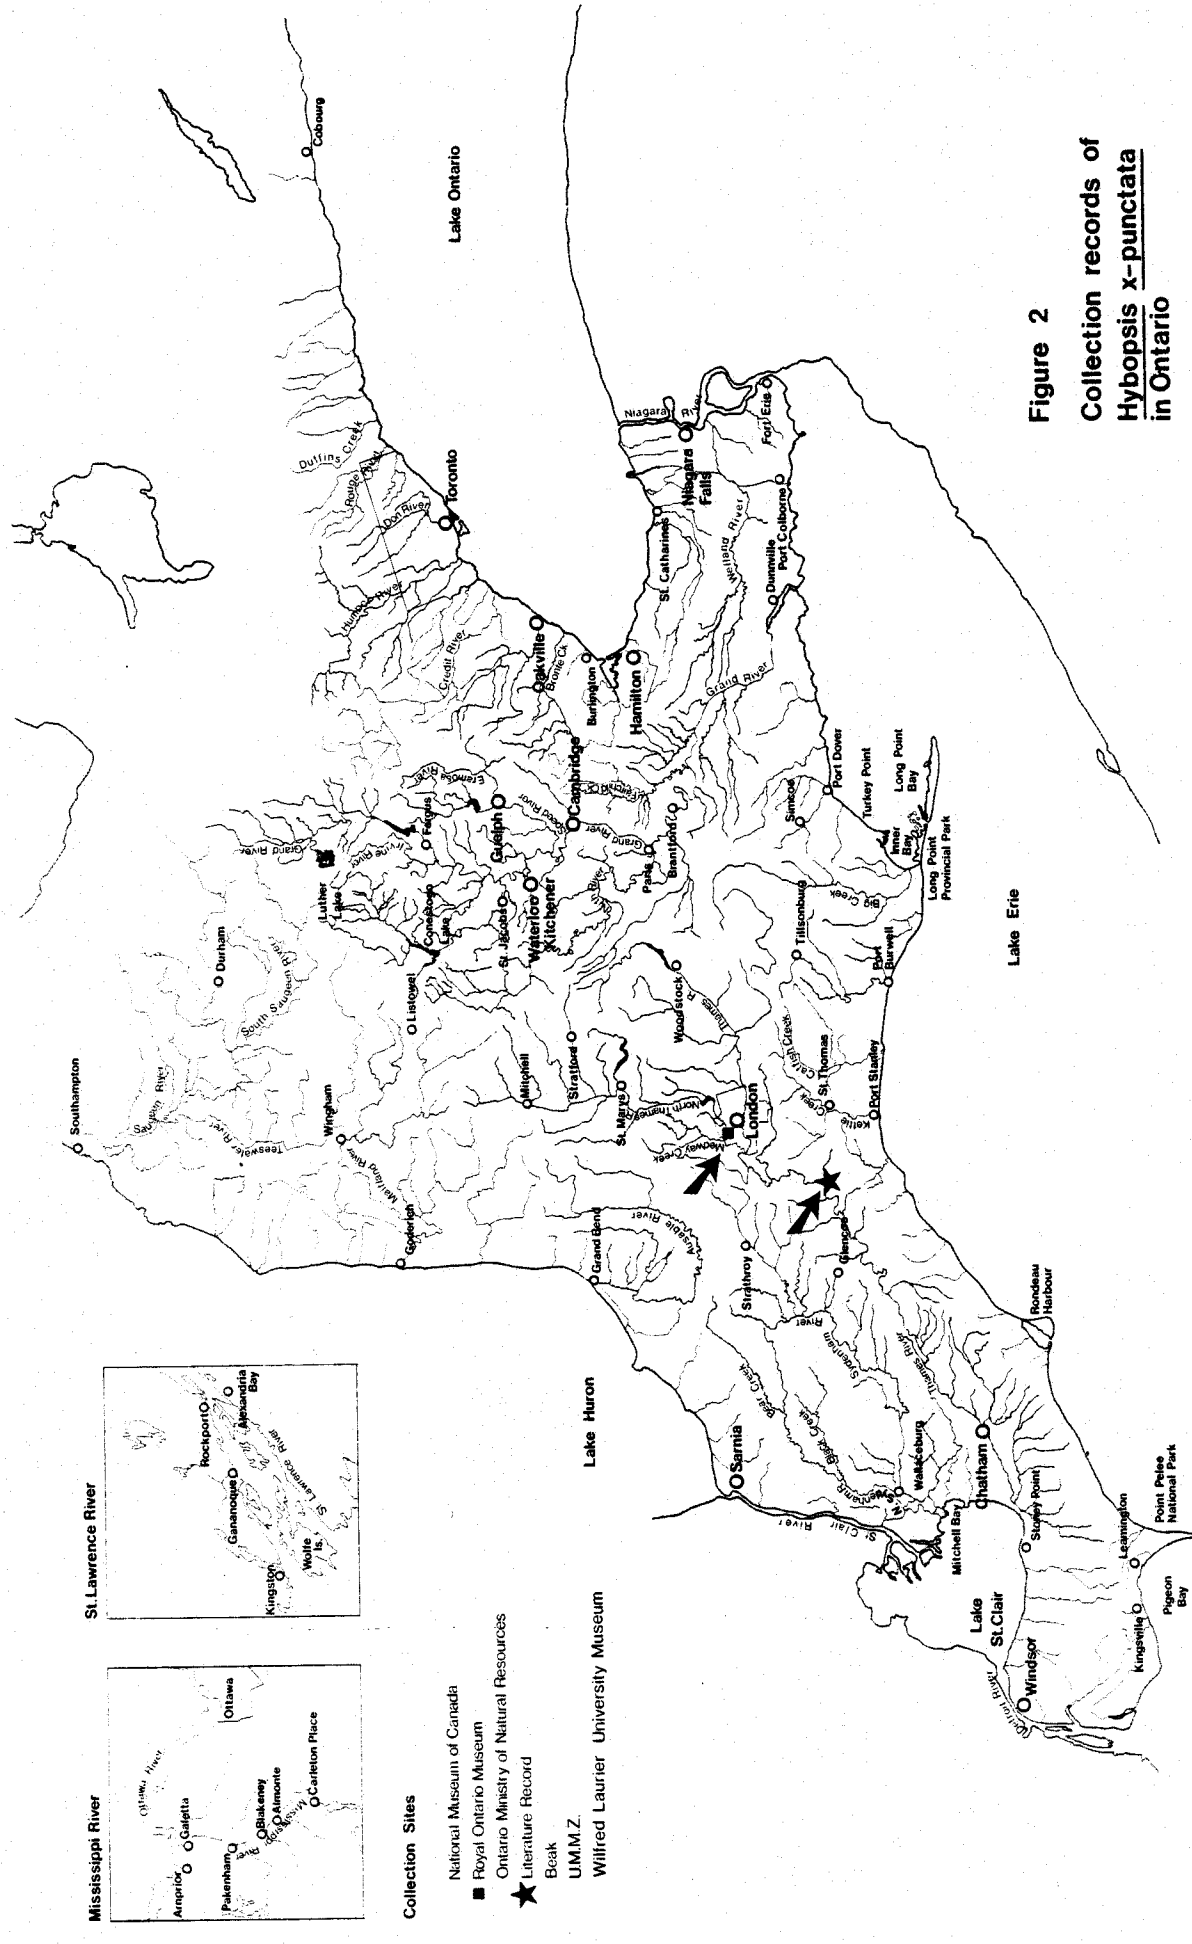 Mississippi River
Ottawa River
Arnprior
Galetta
Ottawa
Pakenham
Blakeney
Almonte
Mississippi
River
Carleton Place
St. Lawrence River
Rockport
Gananoque
Alexandria
Bay
Kingston
Wolfe
Is.
St Lawrence River
Collection Sites
National Museum of Canada
■ Royal Ontario Museum
Ontario Ministry of Natural Resources
★ Literature Record
Beak
U.M.M.Z.
Wilfred Laurier University Museum
Southampton
Saugeen River
Teeswater River
South Saugeen River
Durham
Wingham
Maitland River
Goderich
Listowel
Grand River
Luther
Lake
Irvine River
Fergus
Eramosa
River
Conestogo
Lake
St. Jacobs
Guelph
Waterloo
Kitchener
Speed River
Cambridge
Nith River
Grand River
Fairchild Ck
Paris
Brantford
Grand River
Humber River
Credit River
Don River
Rouge River
Duffins Creek
Toronto
Cobourg
Lake Ontario
Oakville
Bronte Ck
Burlington
Hamilton
St. Catharines
Niagara
River
Niagara
Falls
Welland River
Fort Erie
Port Colborne
Dunnville
Mitchell
Stratford
St. Marys
North Thames R
Medway Creek
London
Thames R.
Woodstock
Tillsonburg
Big
Creek
Simcoe
Port Dover
Turkey Point
Long Point
Bay
Inner
Bay
Long Point
Provincial Park
Port
Burwell
Catfish Creek
St. Thomas
Kettle
Creek
Port Stanley
Lake Erie
Grand Bend
Ausable River
Lake Huron
Strathroy
Glencoe
Sydenham
River
Bear Creek
Black Creek
Thames River
Sarnia
St. Clair
River
N. Sydenham R.
Wallaceburg
Chatham
Mitchell Bay
Stoney Point
Lake
St. Clair
Windsor
Detroit River
Rondeau
Harbour
Leamington
Kingsville
Point Pelee
National Park
Pigeon
Bay
Figure 2
Collection records of
Hybopsis x-punctata
in Ontario